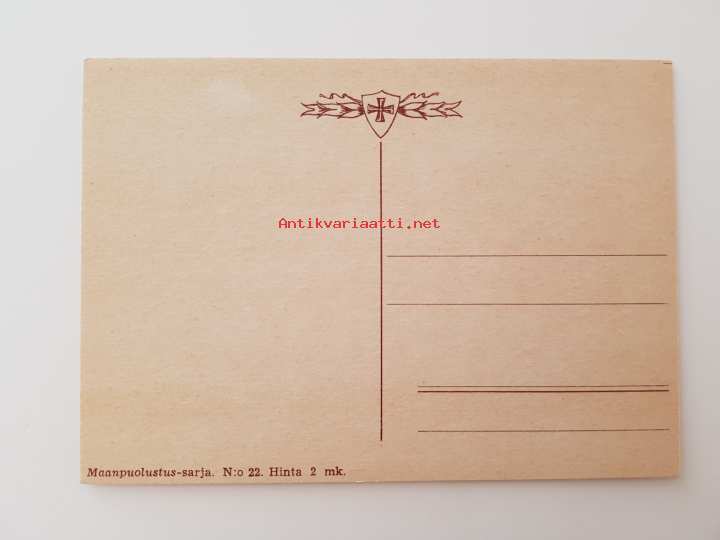 Antikvariaatti.net
Maanpuolustus-sarja. N:o 22. Hinta 2 mk.